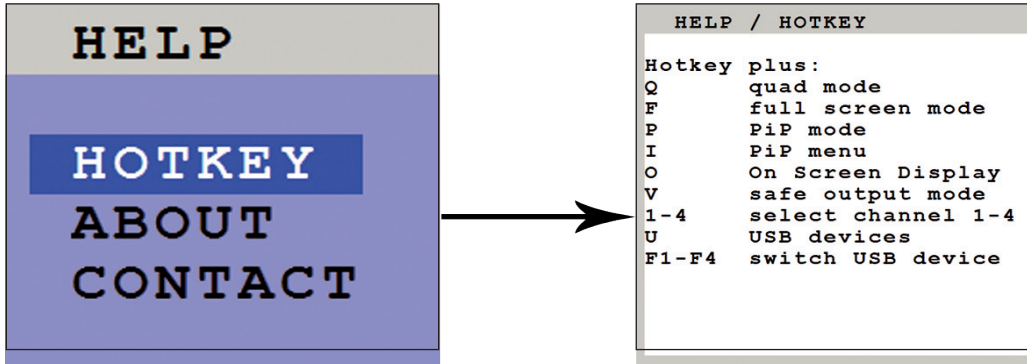 HELP
HOTKEY
ABOUT
CONTACT
HELP / HOTKEY
Hotkey plus:
Q quad mode
F full screen mode
P PiP mode
I PiP menu
O On Screen Display
V safe output mode
1-4 select channel 1-4
U USB devices
F1-F4 switch USB device